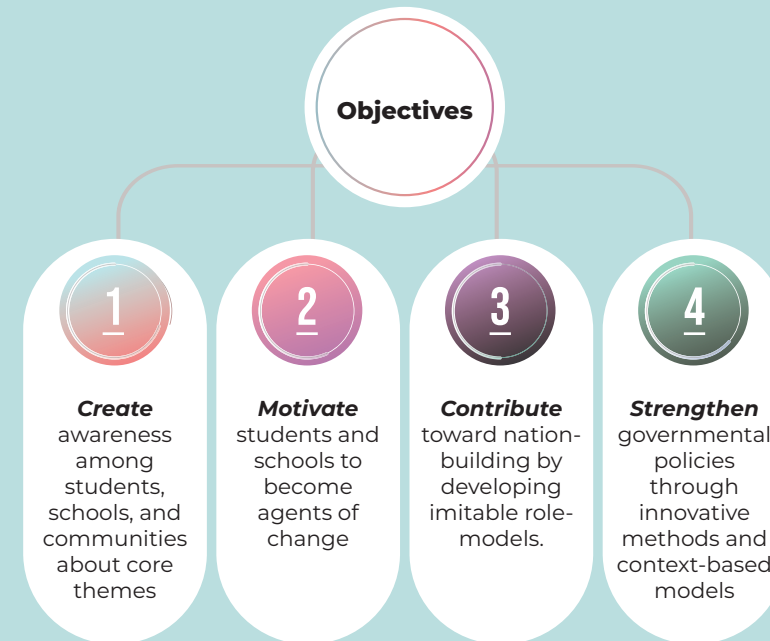 Objectives
1
Create
awareness
among
students,
schools, and
communities
about core
themes
2
Motivate
students and
schools to
become
agents of
change
3
Contribute
toward nation-
building by
developing
imitable role-
models.
4
Strengthen
governmental
policies
through
innovative
methods and
context-based
models